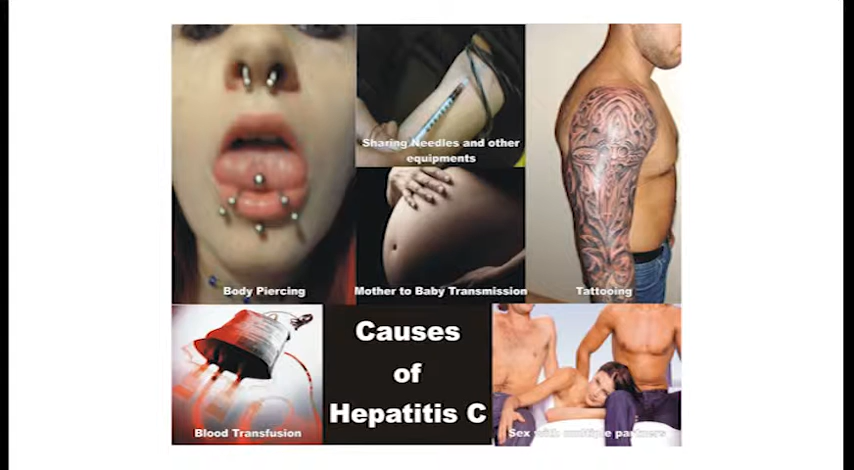 Sharing Needles and other
equipments
Body Piercing
Mother to Baby Transmission
Tattooing
Causes
of
Hepatitis C
Blood Transfusion
Sex with multiple partners